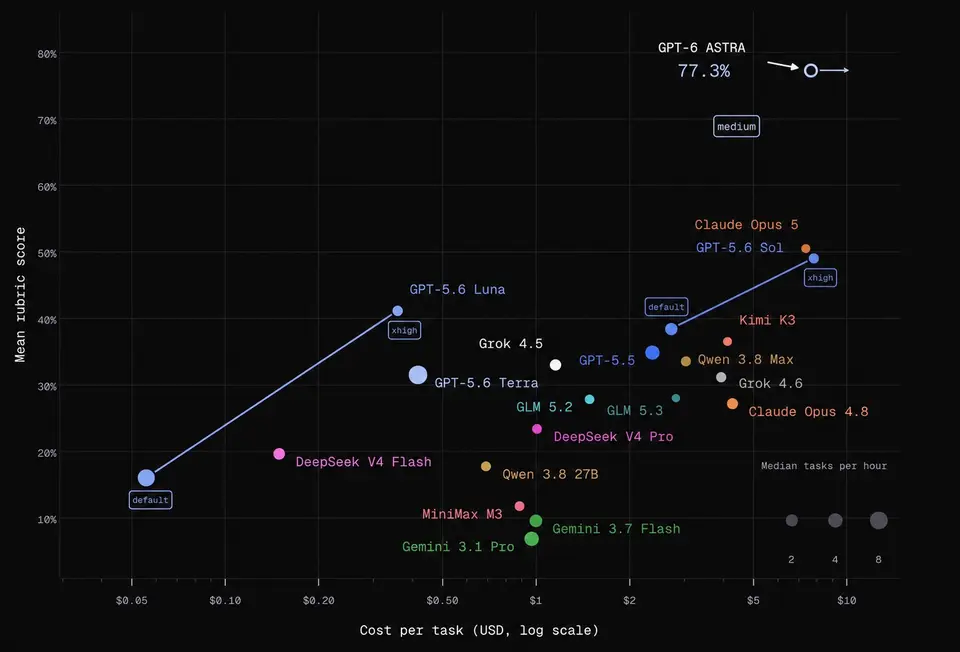 80%
70%
60%
50%
40%
30%
20%
10%
Mean rubric score
GPT-6 ASTRA
77.3%
medium
Claude Opus 5
GPT-5.6 Sol
xhigh
default
GPT-5.6 Luna
xhigh
Kimi K3
Grok 4.5
GPT-5.5
Qwen 3.8 Max
GPT-5.6 Terra
Grok 4.6
GLM 5.2
GLM 5.3
Claude Opus 4.8
DeepSeek V4 Pro
DeepSeek V4 Flash
Qwen 3.8 27B
default
MiniMax M3
Gemini 3.7 Flash
Gemini 3.1 Pro
Median tasks per hour
2 4 8
$0.05 $0.10 $0.20 $0.50 $1 $2 $5 $10
Cost per task (USD, log scale)